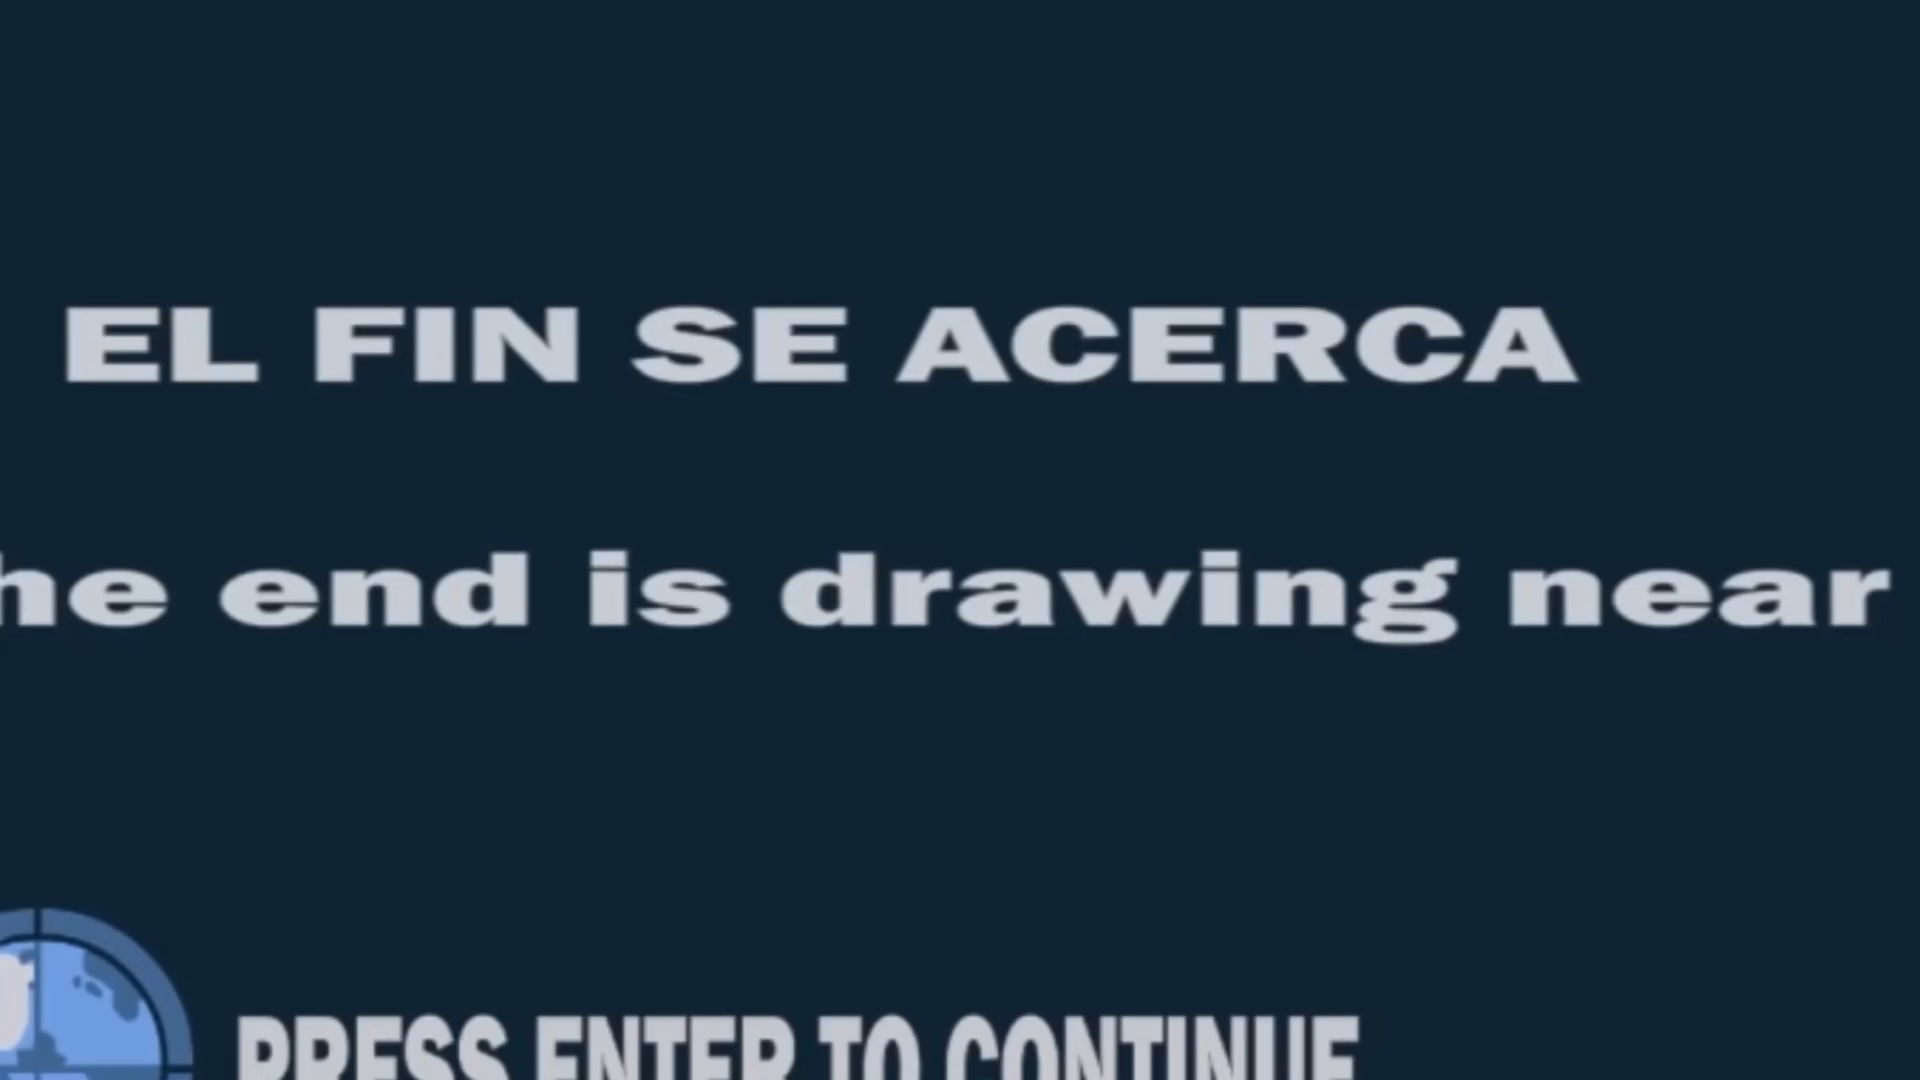 EL FIN SE ACERCA
he end is drawing near
PRESS ENTER TO CONTINUE